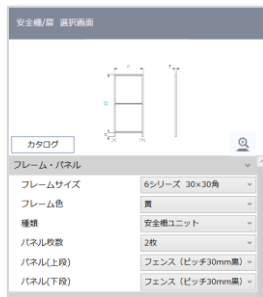 安全柵/扉 選択画面
カタログ
フレーム・パネル
フレームサイズ 6シリーズ 30×30角
フレーム色 黄
種類 安全柵ユニット
パネル枚数 2枚
パネル(上段) フェンス（ピッチ30mm黒）
パネル(下段) フェンス（ピッチ30mm黒）